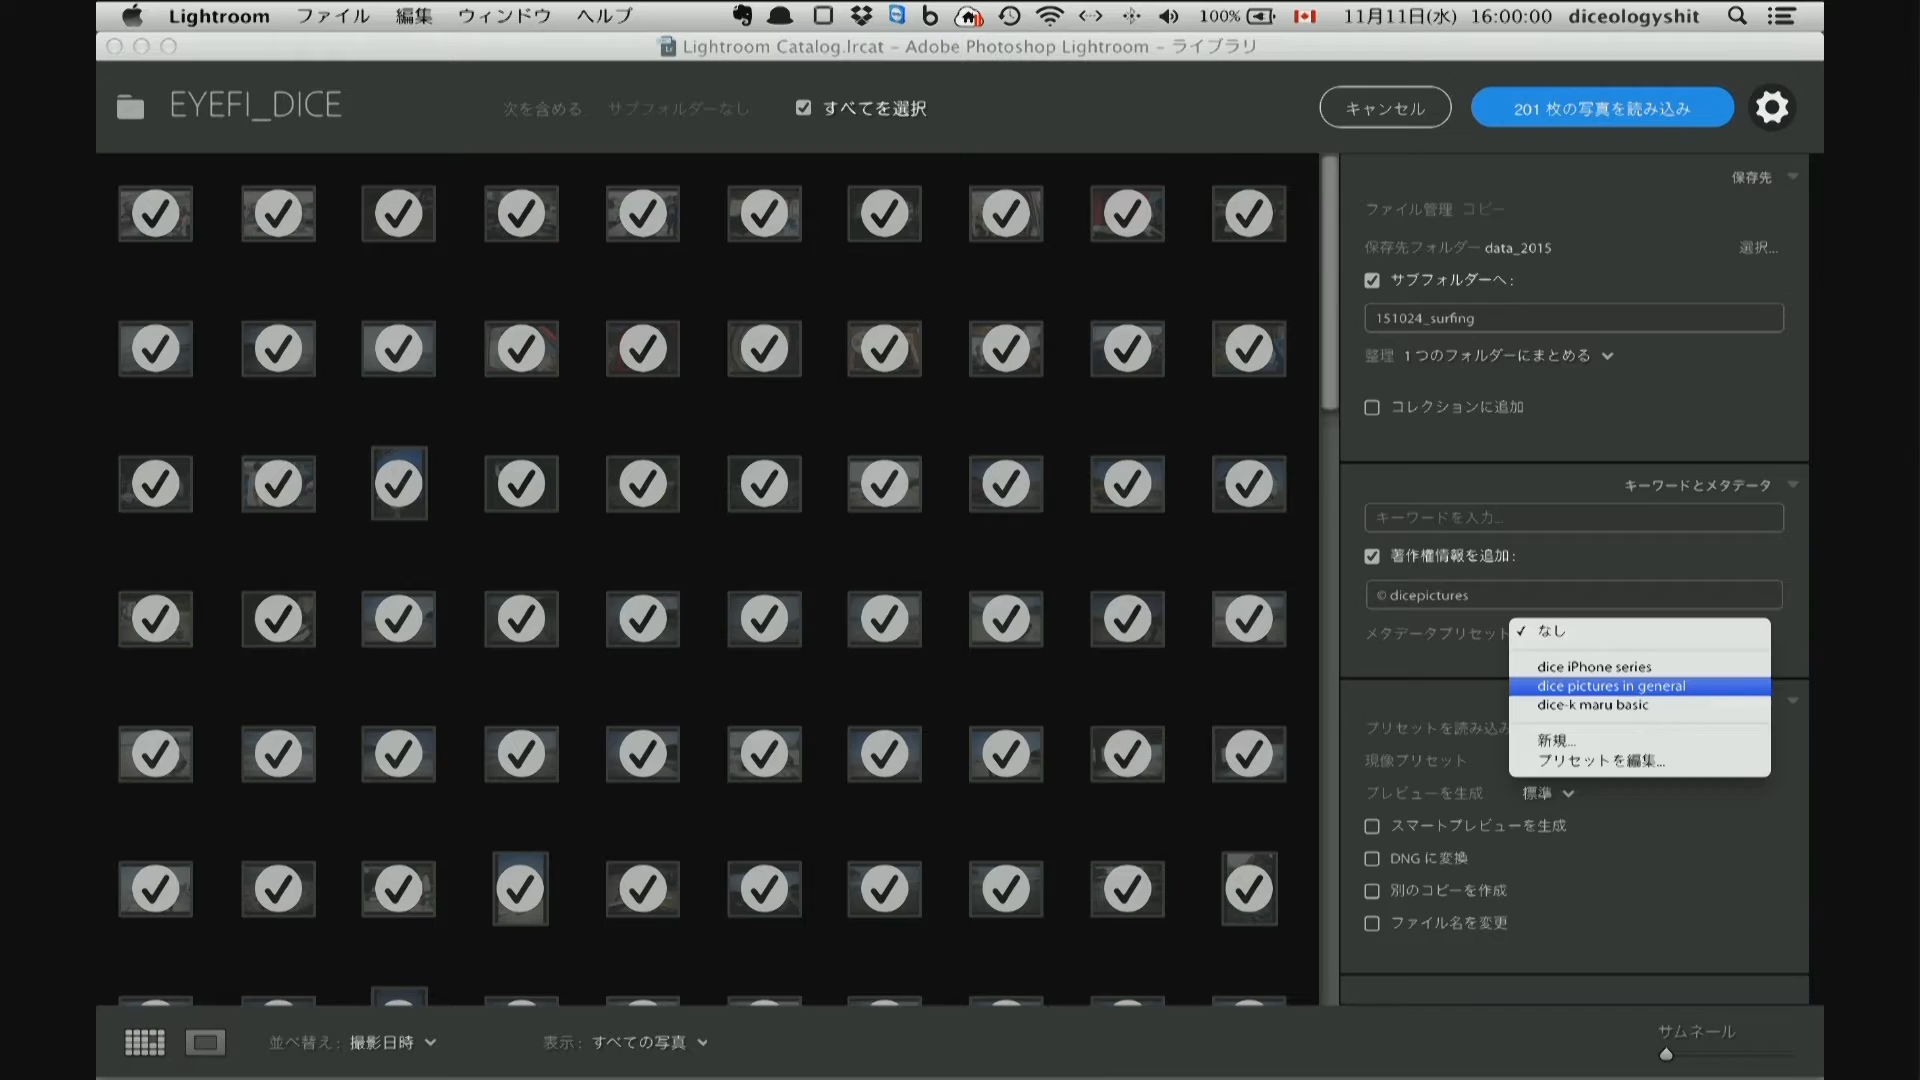 Lightroom ファイル 編集 ウィンドウ ヘルプ 100% 11月11日(水) 16:00:00 diceologyshit
Lightroom Catalog.lrcat – Adobe Photoshop Lightroom – ライブラリ
EYEFI_DICE 次を含める サブフォルダーなし すべてを選択 キャンセル 201 枚の写真を読み込み
保存先
ファイル管理 コピー
保存先フォルダー data_2015 選択...
サブフォルダーへ :
151024_surfing
整理 1 つのフォルダーにまとめる
コレクションに追加
キーワードとメタデータ
キーワードを入力...
著作権情報を追加 :
© dicepictures
メタデータプリセット
なし
dice iPhone series
dice pictures in general
dice-k maru basic
新規...
プリセットを編集...
プリセットを読み込み
現像プリセット
プレビューを生成 標準
スマートプレビューを生成
DNG に変換
別のコピーを作成
ファイル名を変更
並べ替え : 撮影日時 表示 : すべての写真 サムネール